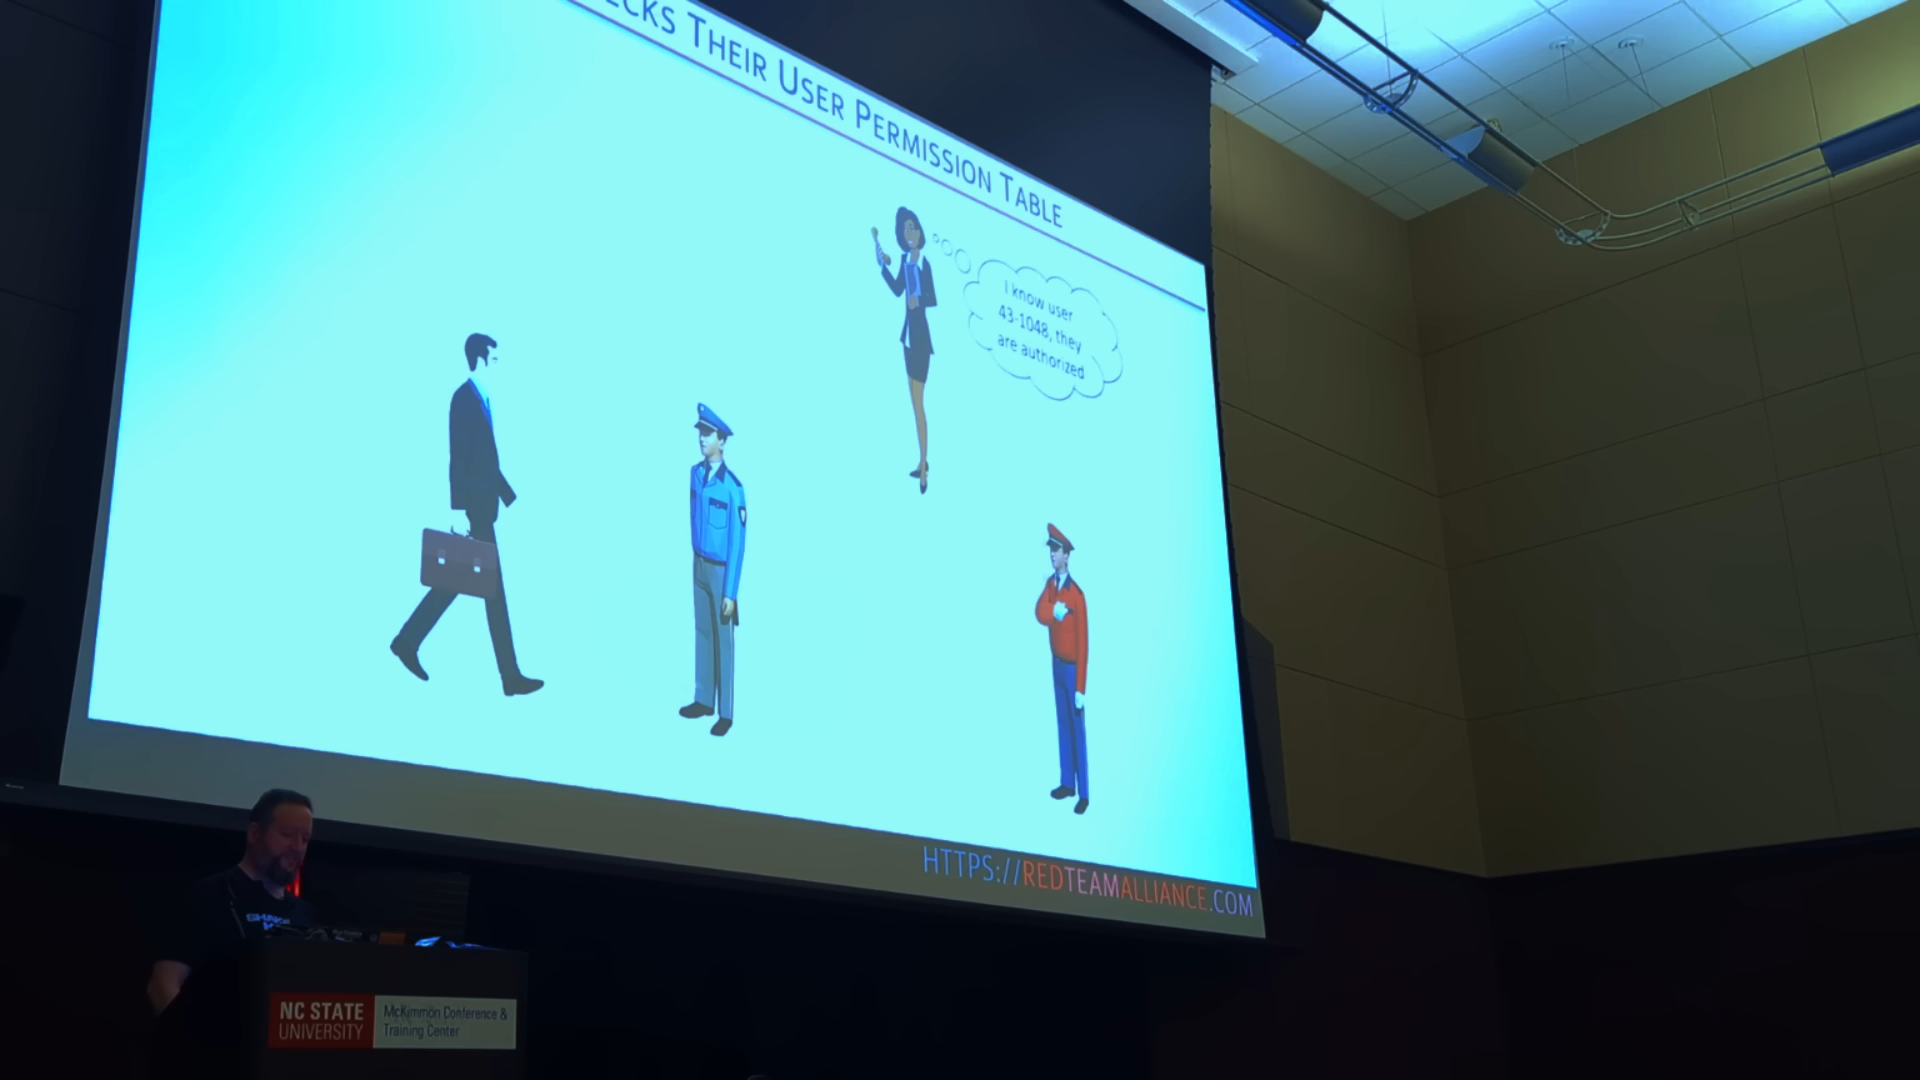 ECKS THEIR USER PERMISSION TABLE
I know user
43-1048, they
are authorized
HTTPS://REDTEAMALLIANCE.COM
NC STATE
UNIVERSITY
McKimmon Conference &
Training Center